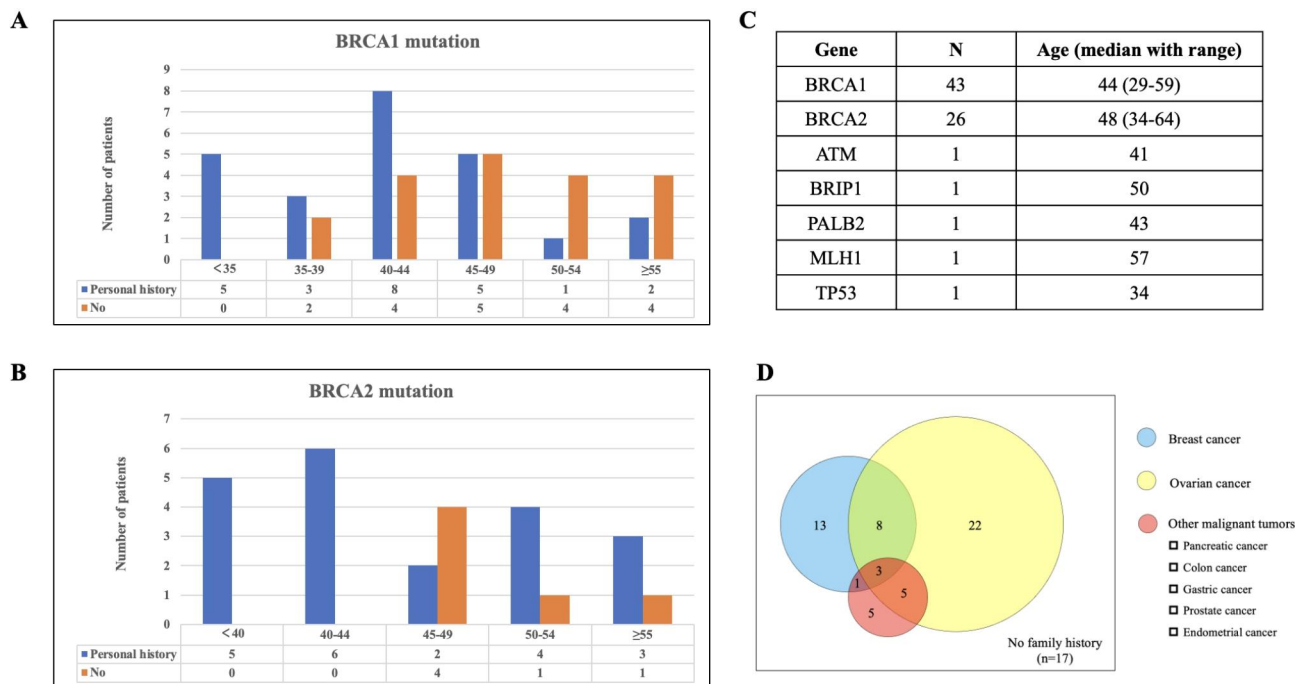 A
BRCA1 mutation
Number of patients
9
8
7
6
5
4
3
2
1
0
<35 35-39 40-44 45-49 50-54 ≥55
Personal history 5 3 8 5 1 2
No 0 2 4 5 4 4
B
BRCA2 mutation
Number of patients
7
6
5
4
3
2
1
0
<40 40-44 45-49 50-54 ≥55
Personal history 5 6 2 4 3
No 0 0 4 1 1
C
Gene N Age (median with range)
BRCA1 43 44 (29-59)
BRCA2 26 48 (34-64)
ATM 1 41
BRIP1 1 50
PALB2 1 43
MLH1 1 57
TP53 1 34
D
13 8 22
3
1 5
5
No family history
(n=17)
Breast cancer
Ovarian cancer
Other malignant tumors
Pancreatic cancer
Colon cancer
Gastric cancer
Prostate cancer
Endometrial cancer